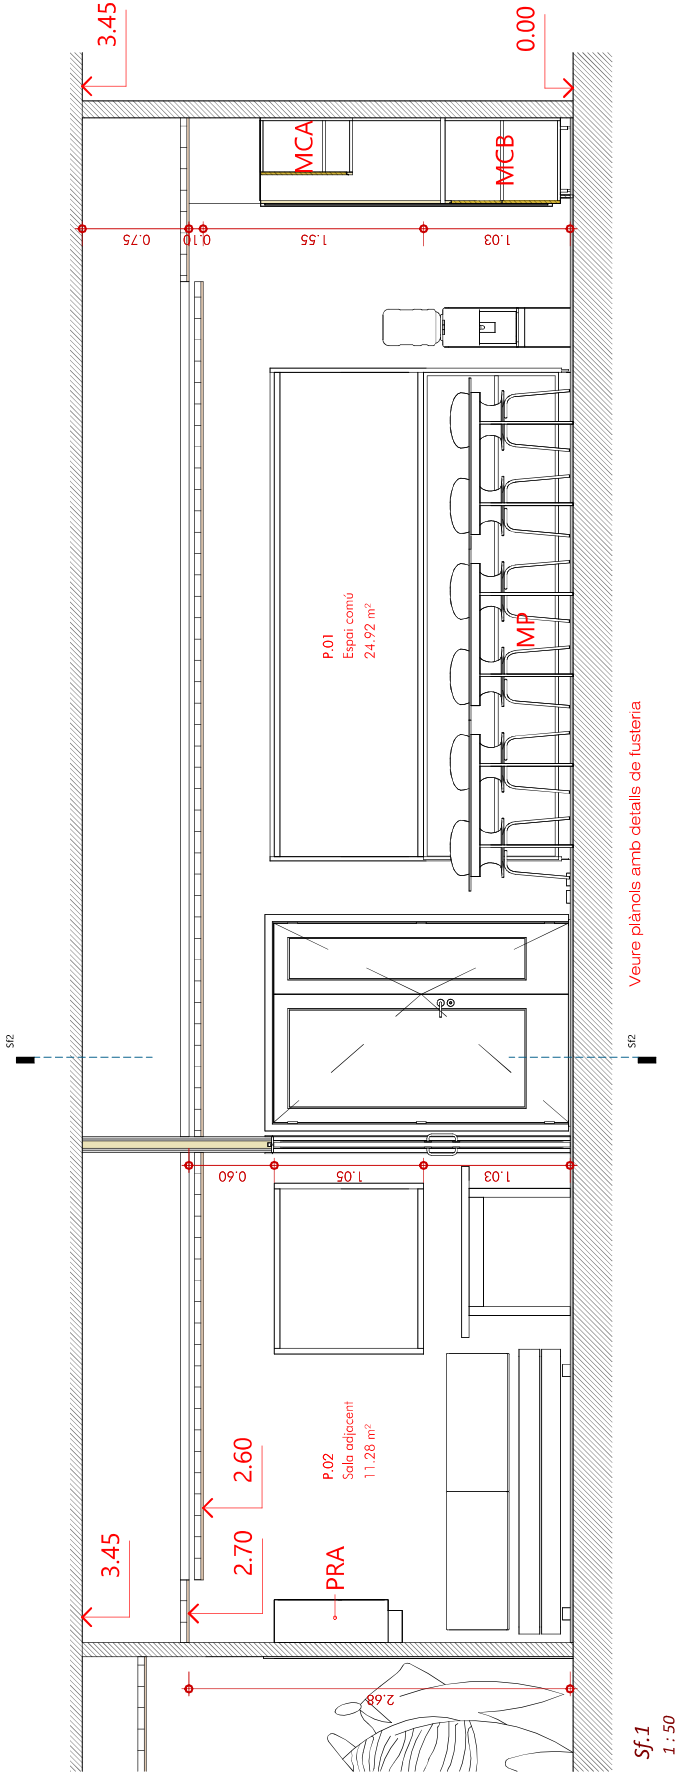 3.45
0.00
MCA
MCB
0.75
0.10
1.55
1.03
P.01
Espai comú
24.92 m²
MP
Veure plànols amb detalls de fusteria
Sf2
Sf2
0.60
1.05
1.03
P.02
Sala adjacent
11.28 m²
2.60
2.70
3.45
PRA
2.68
Sf.1
1 : 50